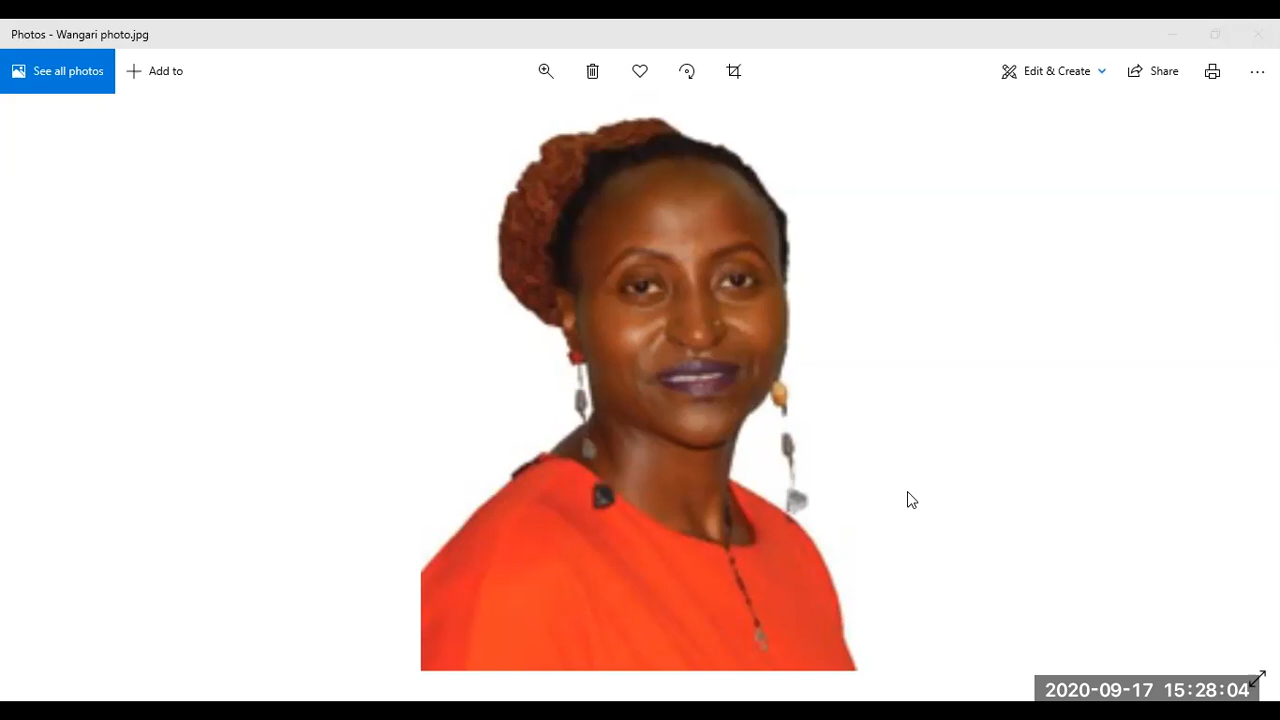 Photos - Wangari photo.jpg
See all photos
Add to
Edit & Create
Share
2020-09-17 15:28:04